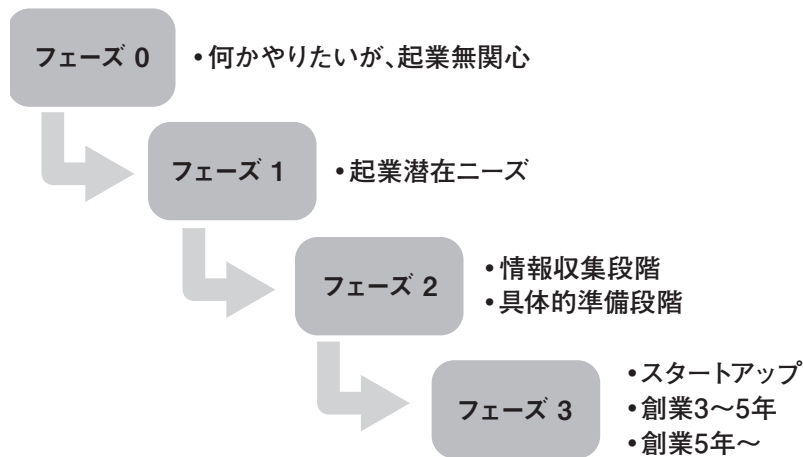 フェーズ 0
•何かやりたいが、起業無関心
フェーズ 1
•起業潜在ニーズ
フェーズ 2
•情報収集段階
•具体的準備段階
フェーズ 3
•スタートアップ
•創業3〜5年
•創業5年〜